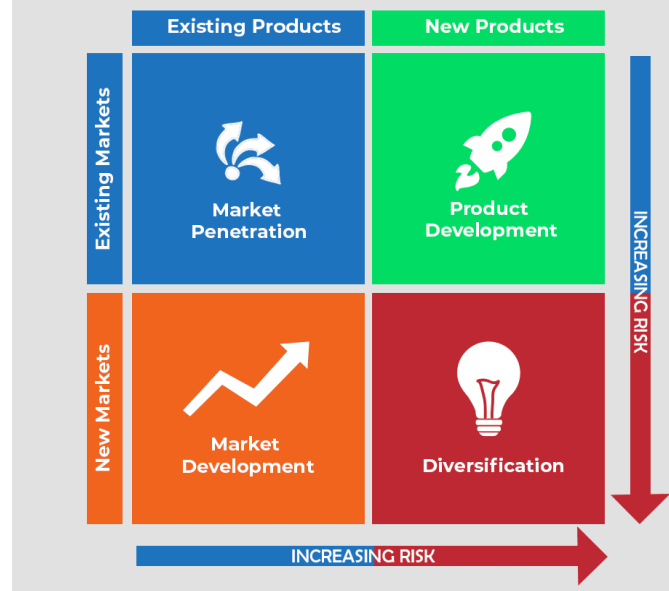 Existing Products
New Products
Existing Markets
Market
Penetration
Product
Development
INCREASING RISK
New Markets
Market
Development
Diversification
INCREASING RISK